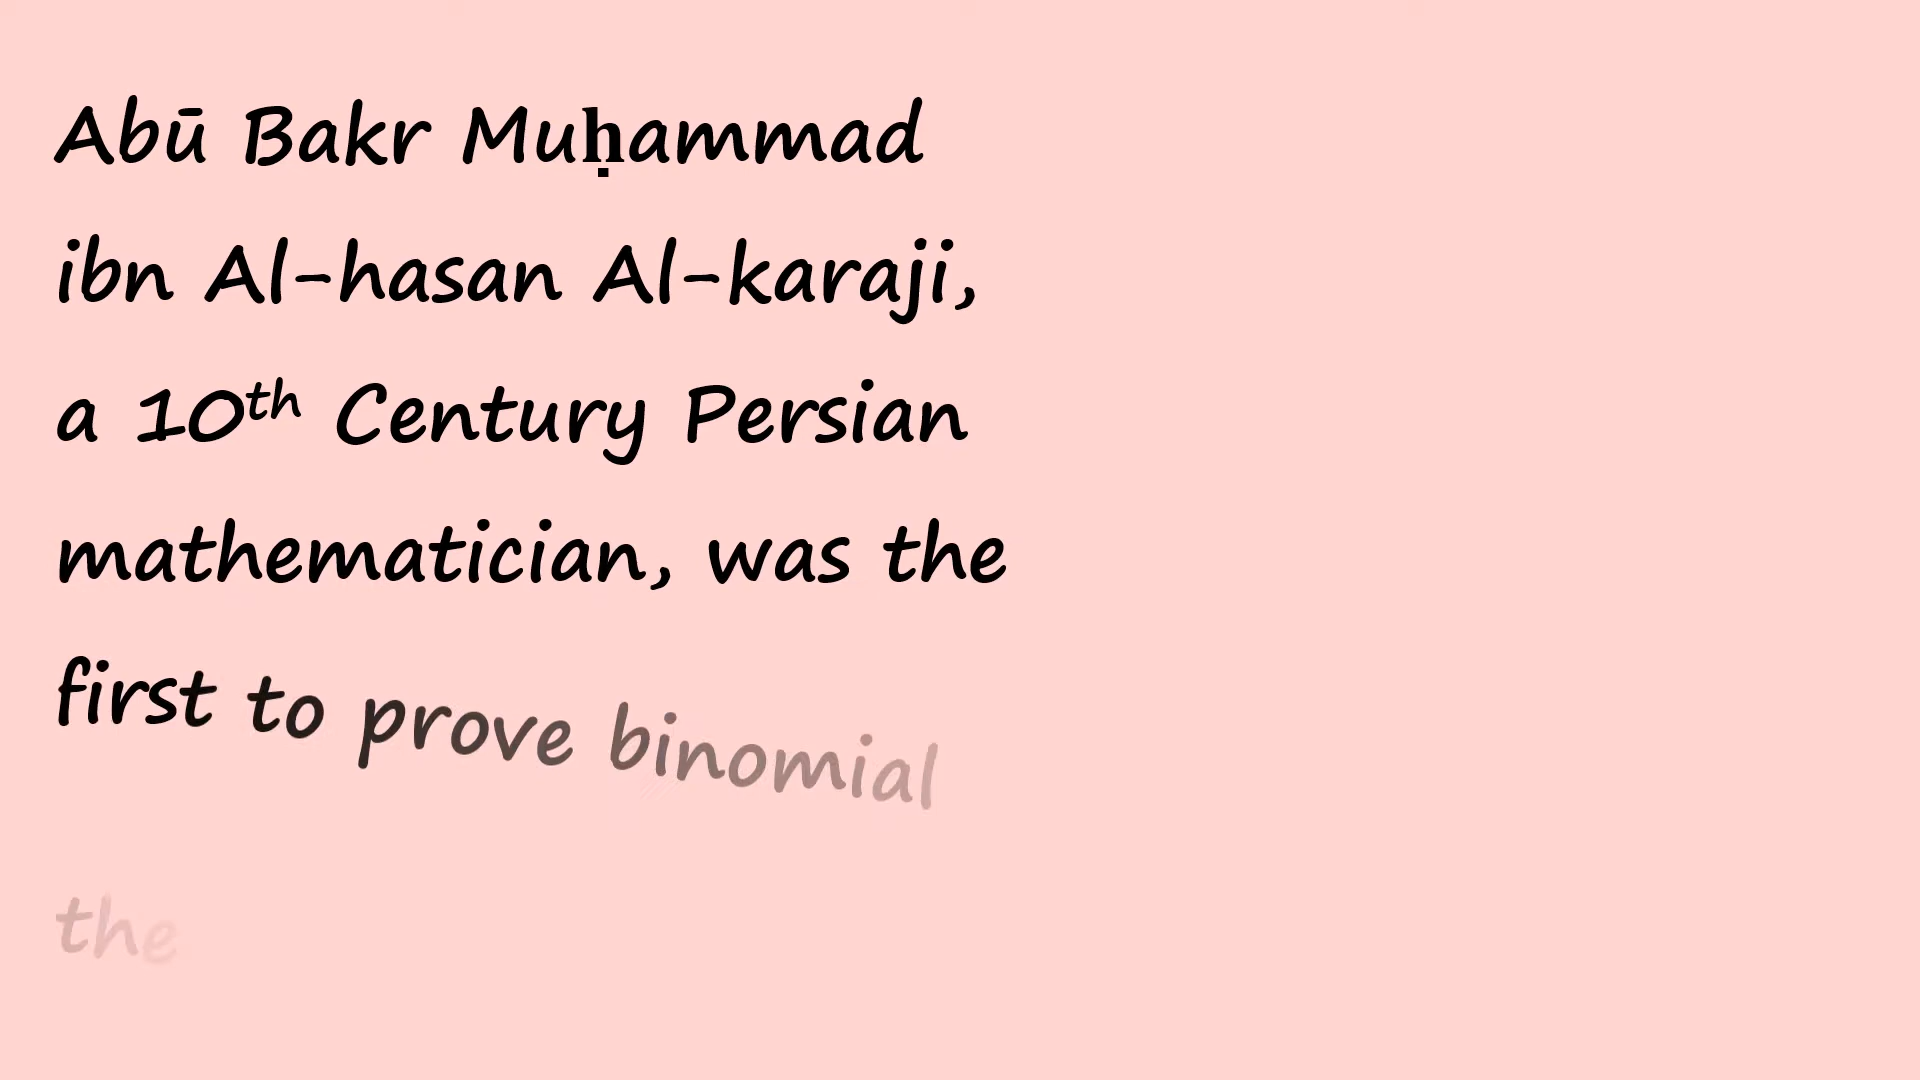 Abū Bakr Muḥammad
ibn Al-hasan Al-karaji,
a 10th Century Persian
mathematician, was the
first to prove binomial
the